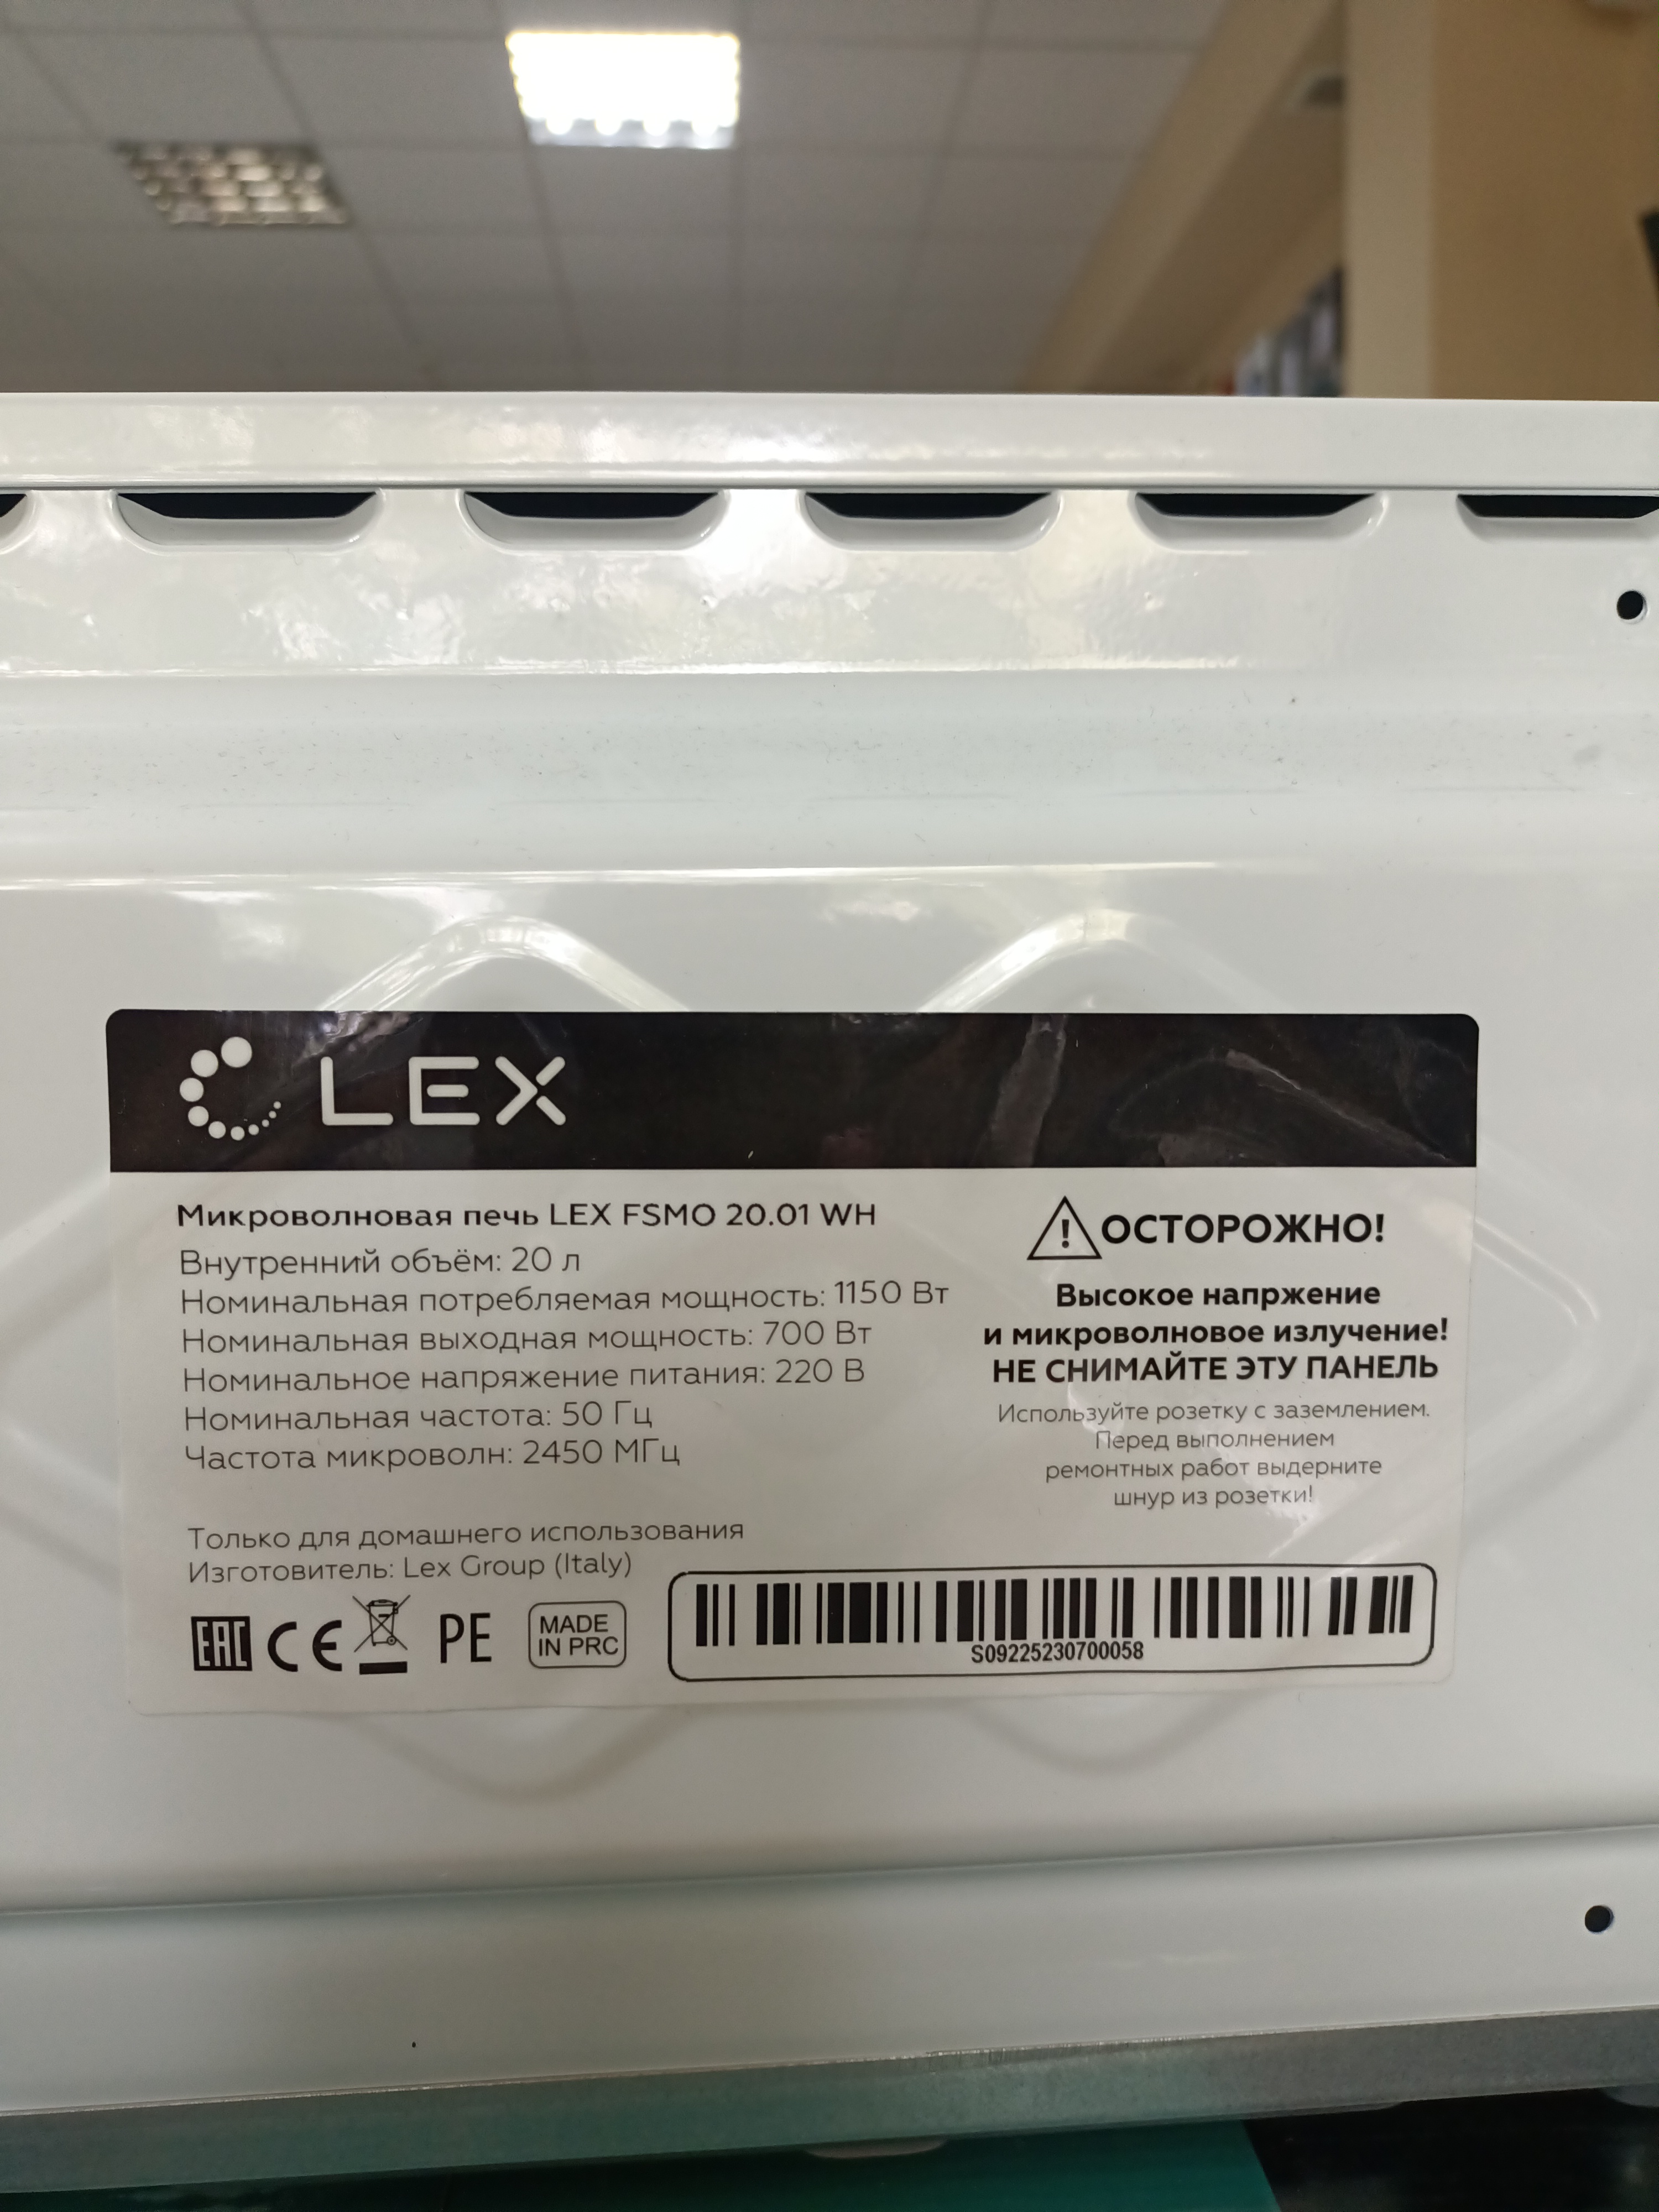 LEX
Микроволновая печь LEX FSMO 20.01 WH
Внутренний объём: 20 л
Номинальная потребляемая мощность: 1150 Вт
Номинальная выходная мощность: 700 Вт
Номинальное напряжение питания: 220 В
Номинальная частота: 50 Гц
Частота микроволн: 2450 МГц
Только для домашнего использования
Изготовитель: Lex Group (Italy)
EAC CE PE
MADE
IN PRC
! ОСТОРОЖНО!
Высокое напржение
и микроволновое излучение!
НЕ СНИМАЙТЕ ЭТУ ПАНЕЛЬ
Используйте розетку с заземлением.
Перед выполнением
ремонтных работ выдерните
шнур из розетки!
S09225230700058